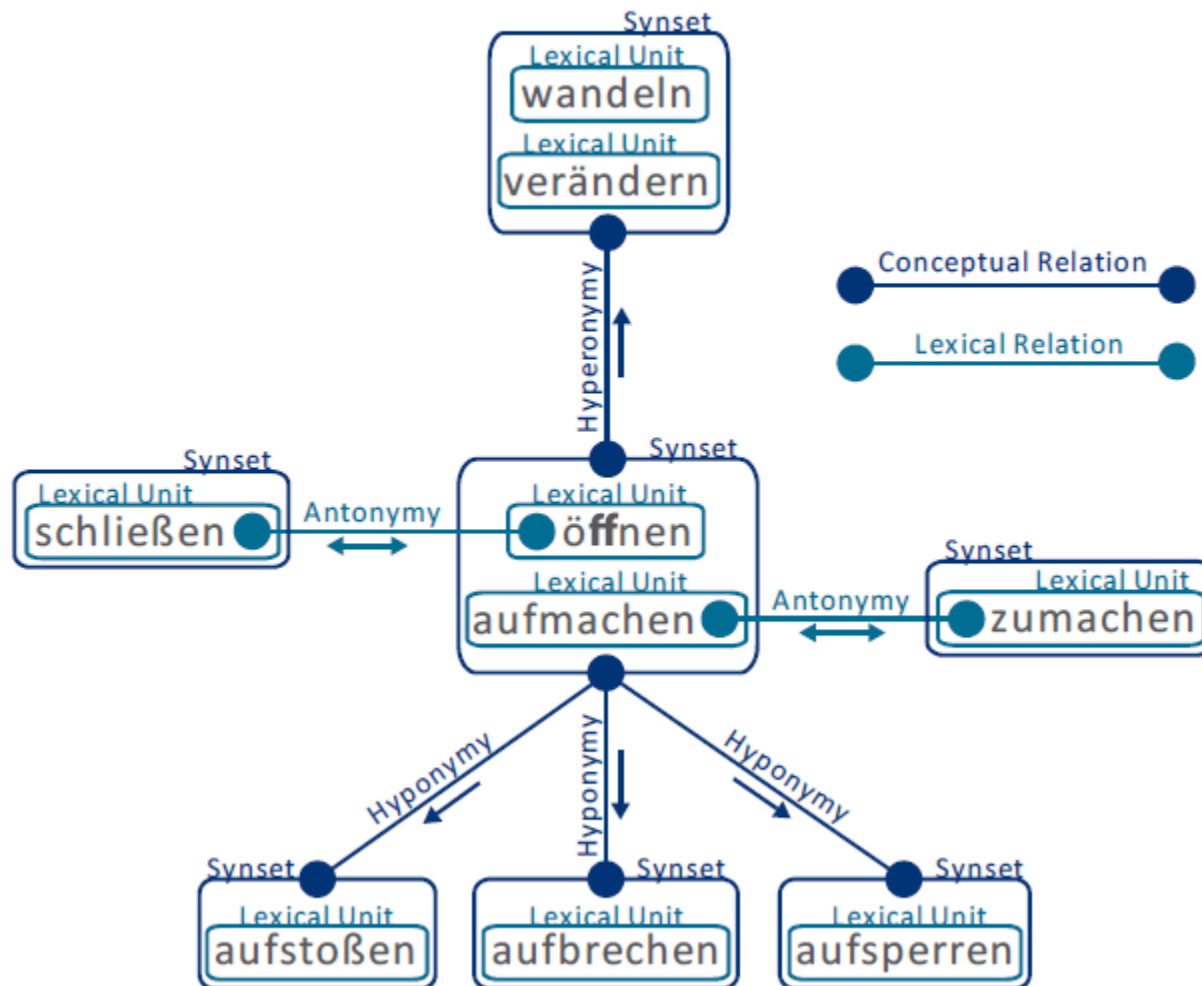 Synset
Lexical Unit
wandeln
Lexical Unit
verändern
Conceptual Relation
Lexical Relation
Hyperonymy
Synset
Lexical Unit
schließen
Antonymy
Synset
Lexical Unit
öffnen
Lexical Unit
aufmachen
Antonymy
Synset
Lexical Unit
zumachen
Hyponymy
Hyponymy
Hyponymy
Synset
Lexical Unit
aufstoßen
Synset
Lexical Unit
aufbrechen
Synset
Lexical Unit
aufsperren